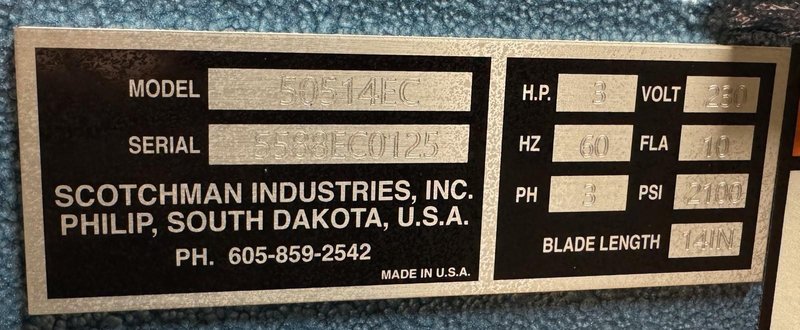 MODEL 50514EC
SERIAL 5588EC0125
SCOTCHMAN INDUSTRIES, INC.
PHILIP, SOUTH DAKOTA, U.S.A.
PH. 605-859-2542
MADE IN U.S.A.
H.P. 3 VOLT 230
HZ 60 FLA 10
PH 3 PSI 2100
BLADE LENGTH 14IN